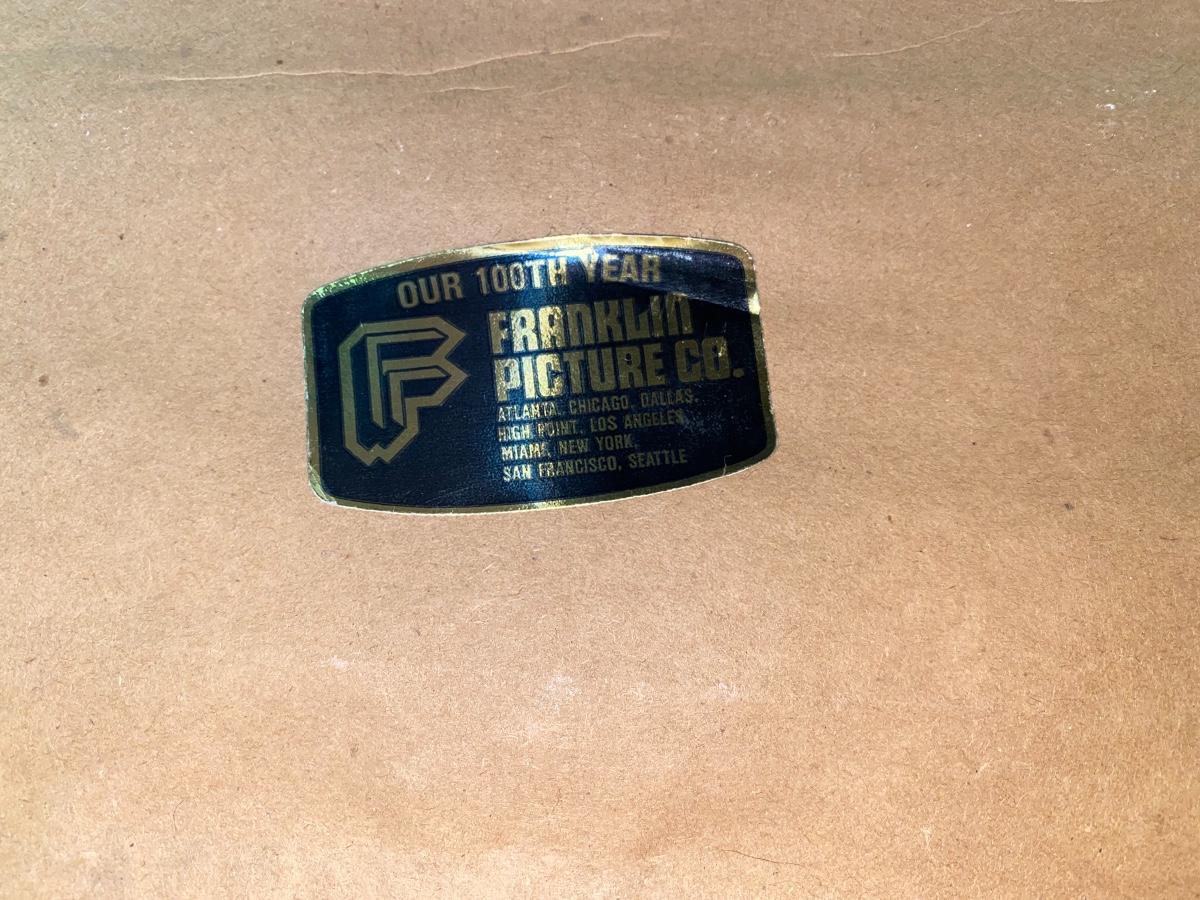 OUR 100TH YEAR
FRANKLIN
PICTURE CO.
ATLANTA, CHICAGO, DALLAS,
HIGH POINT, LOS ANGELES,
MIAMI, NEW YORK,
SAN FRANCISCO, SEATTLE